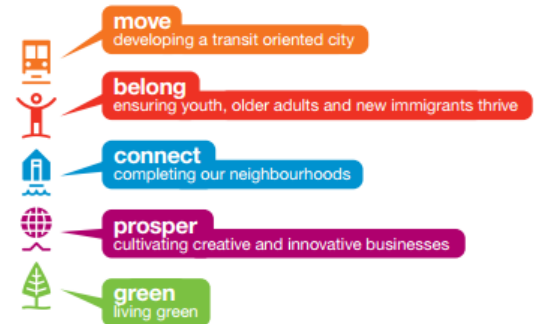 move
developing a transit oriented city
belong
ensuring youth, older adults and new immigrants thrive
connect
completing our neighbourhoods
prosper
cultivating creative and innovative businesses
green
living green